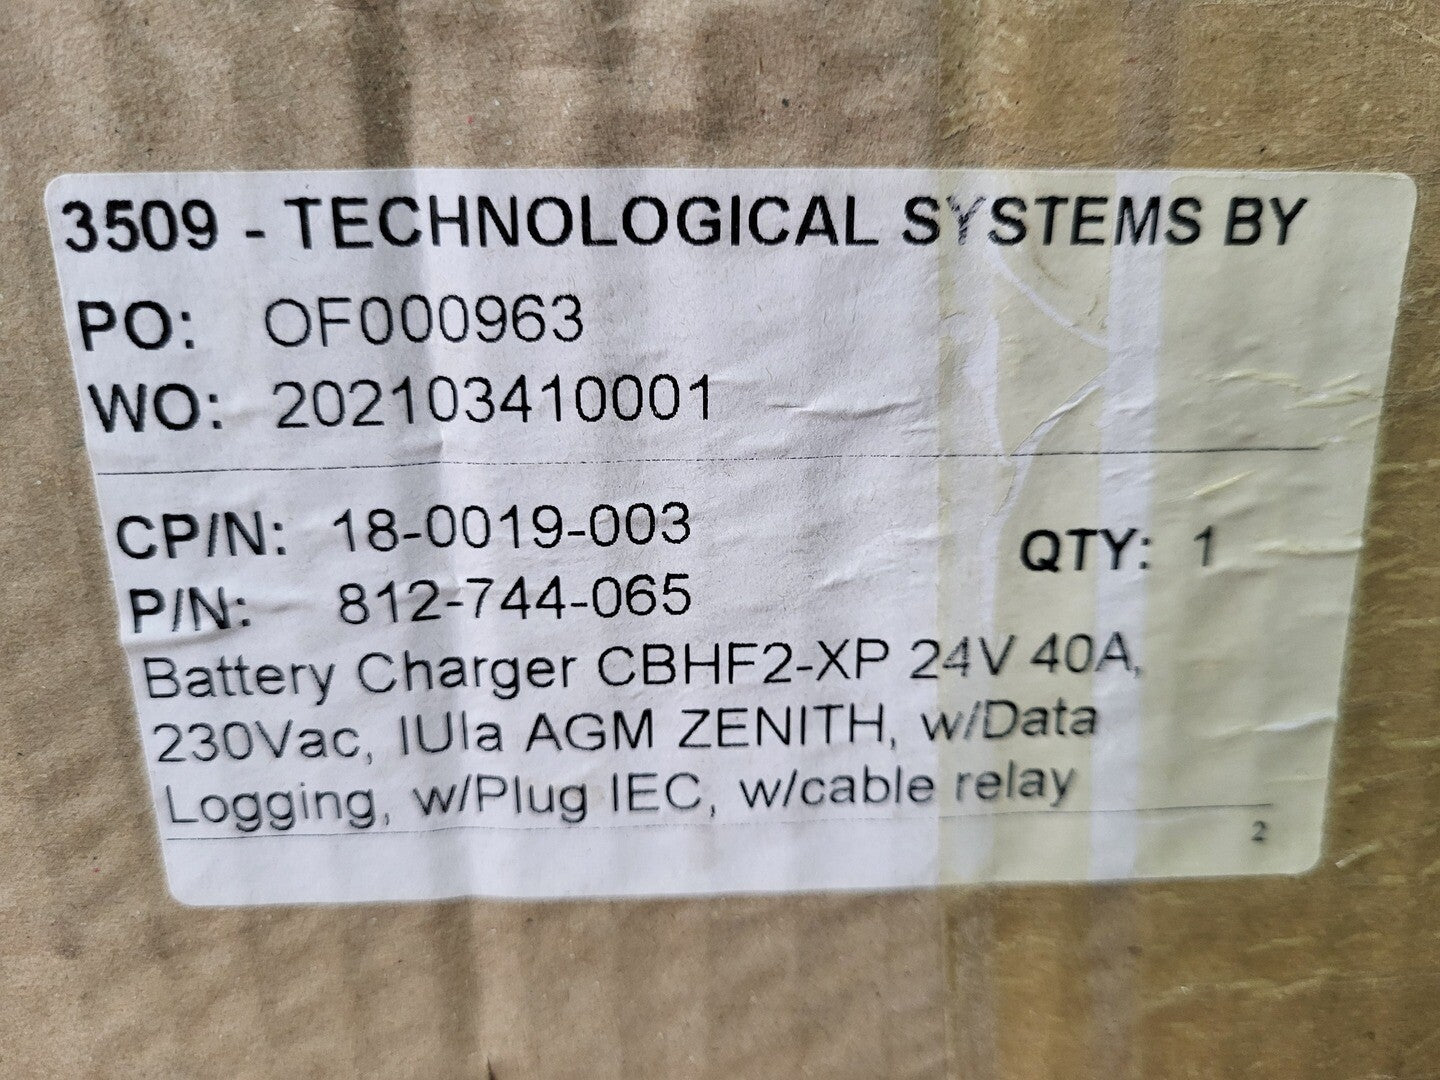 3509 - TECHNOLOGICAL SYSTEMS BY
PO: OF000963
WO: 202103410001
CP/N: 18-0019-003
QTY: 1
P/N: 812-744-065
Battery Charger CBHF2-XP 24V 40A,
230Vac, IUIa AGM ZENITH, w/Data
Logging, w/Plug IEC, w/cable relay
2